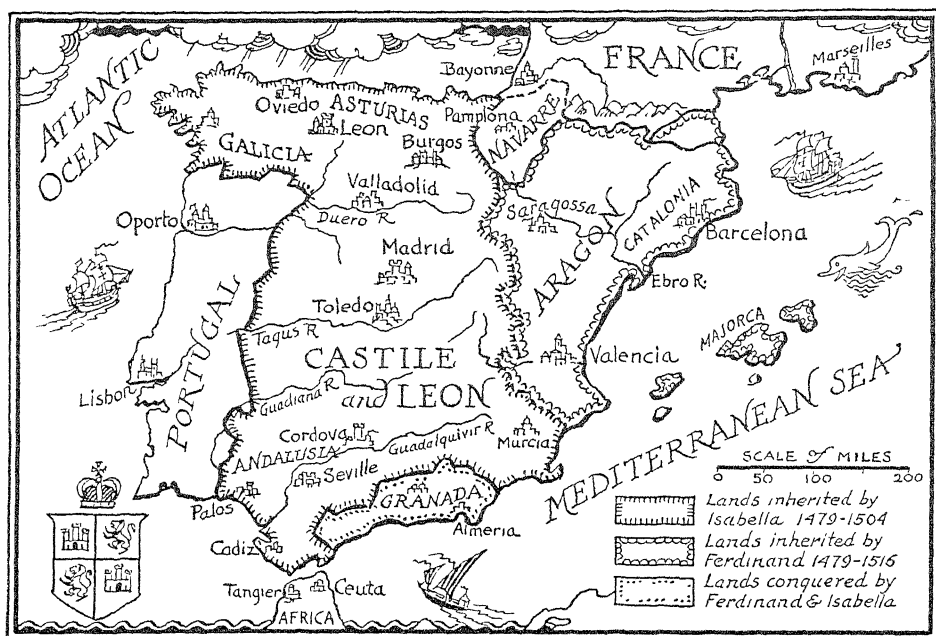 ATLANTIC
OCEAN
FRANCE
Marseilles
Bayonne
Oviedo
ASTURIAS
Leon
Pamplona
NAVARRE
GALICIA
Burgos
Valladolid
Duero R
Saragossa
CATALONIA
Oporto
Barcelona
Madrid
ARAGON
Ebro R.
Toledo
Tagus R
PORTUGAL
MAJORCA
CASTILE
and LEON
Valencia
Lisbon
Guadiana R
Cordova
Guadalquivir R
Murcia
ANDALUSIA
Seville
MEDITERRANEAN SEA
GRANADA
Palos
Almeria
Cadiz
Tangier
Ceuta
AFRICA
SCALE of MILES
0 50 100 200
Lands inherited by
Isabella 1479-1504
Lands inherited by
Ferdinand 1479-1516
Lands conquered by
Ferdinand & Isabella